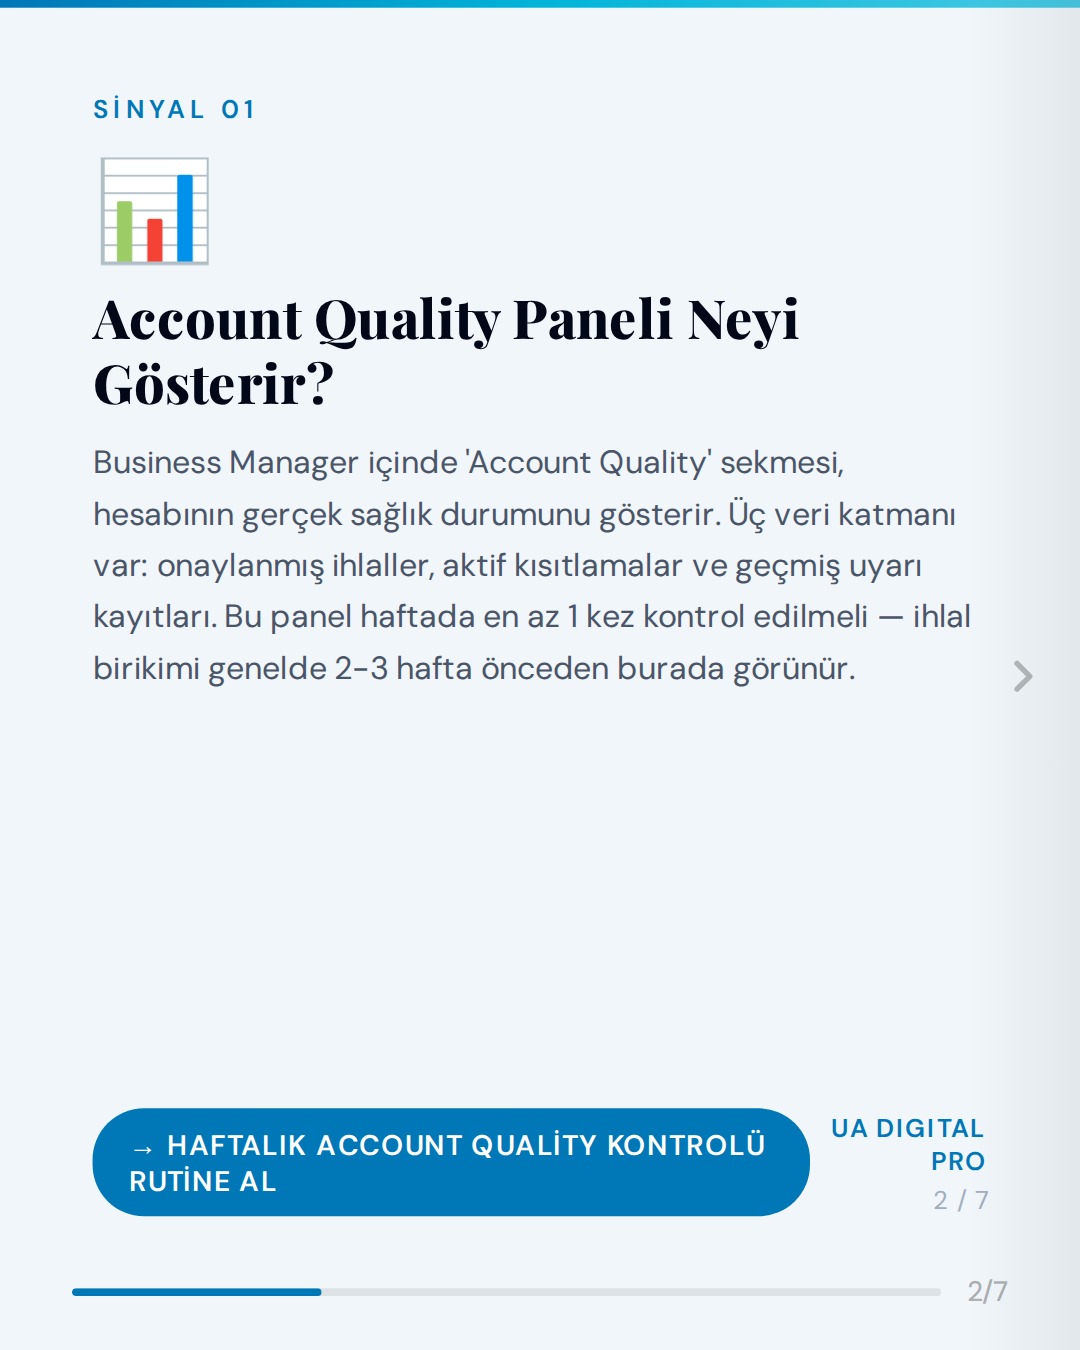 SİNYAL 01
Account Quality Paneli Neyi
Gösterir?
Business Manager içinde 'Account Quality' sekmesi,
hesabının gerçek sağlık durumunu gösterir. Üç veri katmanı
var: onaylanmış ihlaller, aktif kısıtlamalar ve geçmiş uyarı
kayıtları. Bu panel haftada en az 1 kez kontrol edilmeli — ihlal
birikimi genelde 2-3 hafta önceden burada görünür.
→ HAFTALIK ACCOUNT QUALİTY KONTROLÜ
RUTİNE AL
UA DIGITAL
PRO
2 / 7
2/7